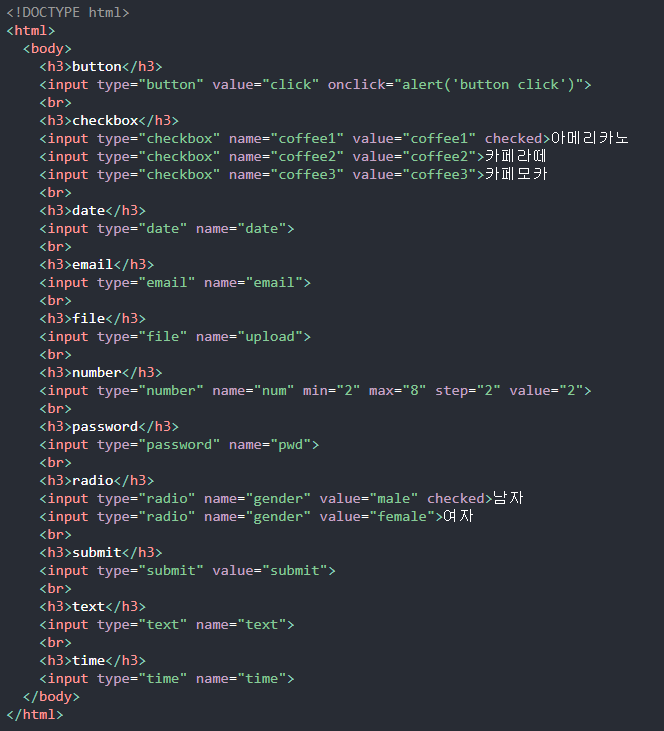 <!DOCTYPE html>
<html>
  <body>
    <h3>button</h3>
    <input type="button" value="click" onclick="alert('button click')">
    <br>
    <h3>checkbox</h3>
    <input type="checkbox" name="coffee1" value="coffee1" checked>아메리카노
    <input type="checkbox" name="coffee2" value="coffee2">카페라떼
    <input type="checkbox" name="coffee3" value="coffee3">카페모카
    <br>
    <h3>date</h3>
    <input type="date" name="date">
    <br>
    <h3>email</h3>
    <input type="email" name="email">
    <br>
    <h3>file</h3>
    <input type="file" name="upload">
    <br>
    <h3>number</h3>
    <input type="number" name="num" min="2" max="8" step="2" value="2">
    <br>
    <h3>password</h3>
    <input type="password" name="pwd">
    <br>
    <h3>radio</h3>
    <input type="radio" name="gender" value="male" checked>남자
    <input type="radio" name="gender" value="female">여자
    <br>
    <h3>submit</h3>
    <input type="submit" value="submit">
    <br>
    <h3>text</h3>
    <input type="text" name="text">
    <br>
    <h3>time</h3>
    <input type="time" name="time">
  </body>
</html>